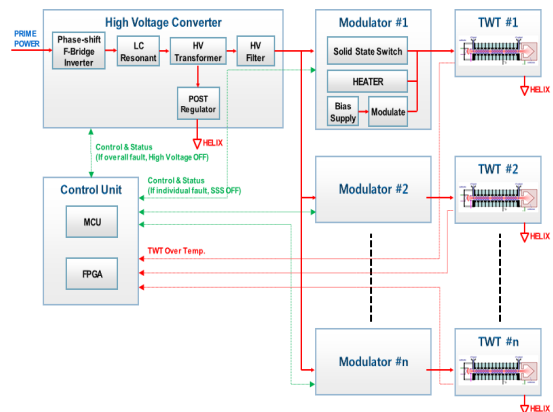 High Voltage Converter
PRIME
POWER
Phase-shift
F-Bridge
Inverter
LC
Resonant
HV
Transformer
HV
Filter
POST
Regulator
HELIX
Modulator #1
Solid State Switch
HEATER
Bias
Supply
Modulate
TWT #1
HELIX
Control & Status
(If overall fault, High Voltage OFF)
Control & Status
(If individual fault, SSS OFF)
Control Unit
MCU
FPGA
TWT Over Temp.
Modulator #2
TWT #2
HELIX
Modulator #n
TWT #n
HELIX